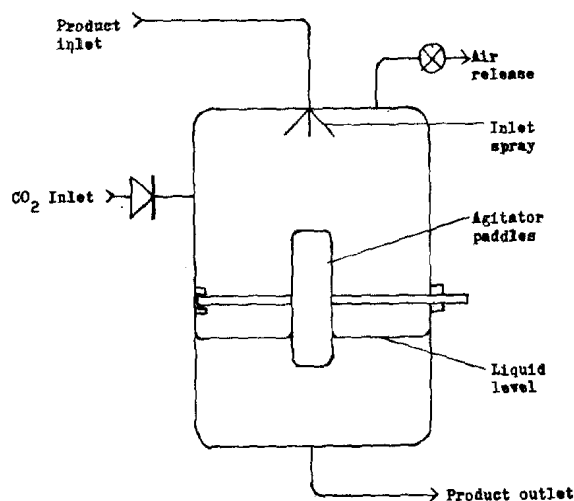 Product
inlet
Air
release
Inlet
spray
CO2 Inlet
Agitator
paddles
Liquid
level
Product outlet